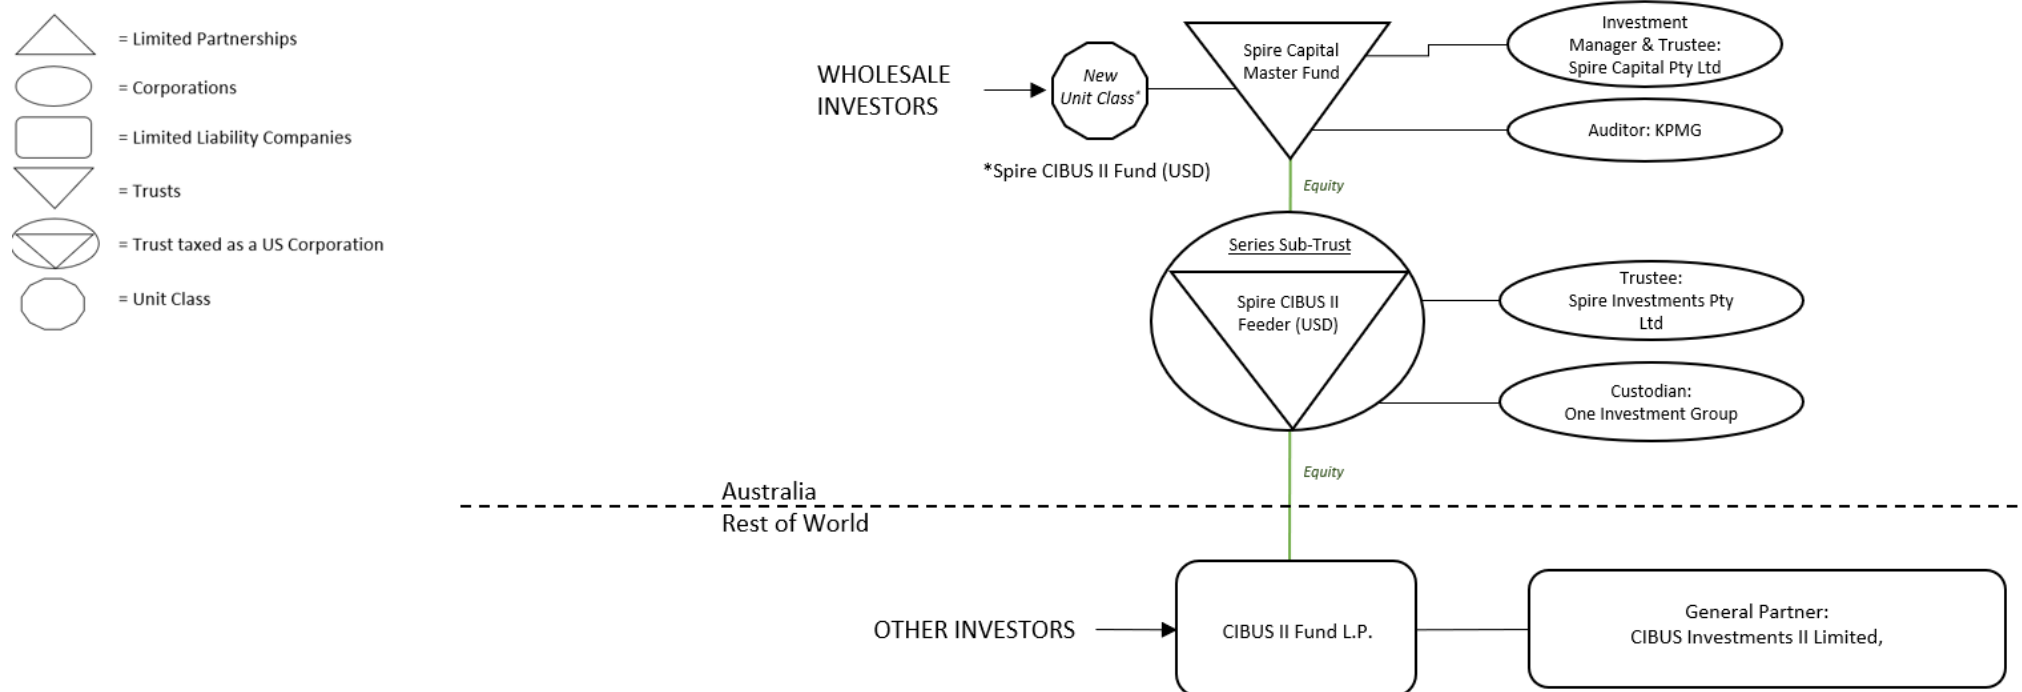 = Limited Partnerships
= Corporations
= Limited Liability Companies
= Trusts
= Trust taxed as a US Corporation
= Unit Class
WHOLESALE
INVESTORS
New
Unit Class*
*Spire CIBUS II Fund (USD)
Spire Capital
Master Fund
Investment
Manager & Trustee:
Spire Capital Pty Ltd
Auditor: KPMG
Equity
Series Sub-Trust
Spire CIBUS II
Feeder (USD)
Trustee:
Spire Investments Pty
Ltd
Custodian:
One Investment Group
Equity
Australia
Rest of World
OTHER INVESTORS
CIBUS II Fund L.P.
General Partner:
CIBUS Investments II Limited,